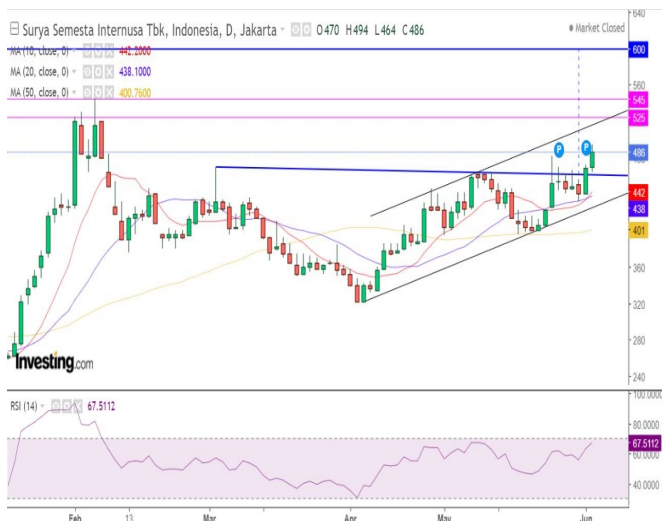 Surya Semesta Internusa Tbk, Indonesia, D, Jakarta O470 H494 L464 C486
Market Closed
MA (10, close, 0) 442.2000
MA (20, close, 0) 438.1000
MA (50, close, 0) 400.7600
640
600
560
545
525
486
P P
442
438
401
360
320
280
240
Investing.com
RSI (14) 67.5112
100.0000
67.5112
60.0000
40.0000
Feb 13 Mar Apr May Jun